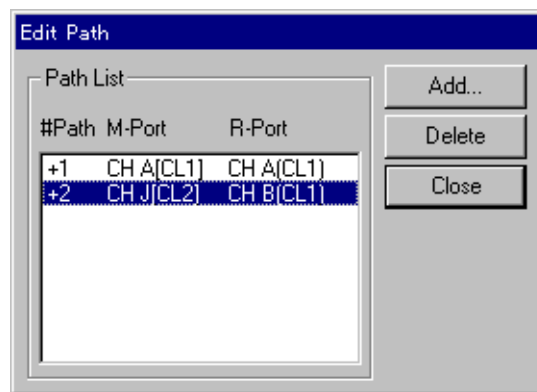 Edit Path
Path List
Add...
#Path M-Port R-Port
Delete
+1 CH A[CL1] CH A(CL1)
Close
+2 CH J[CL2] CH B(CL1)